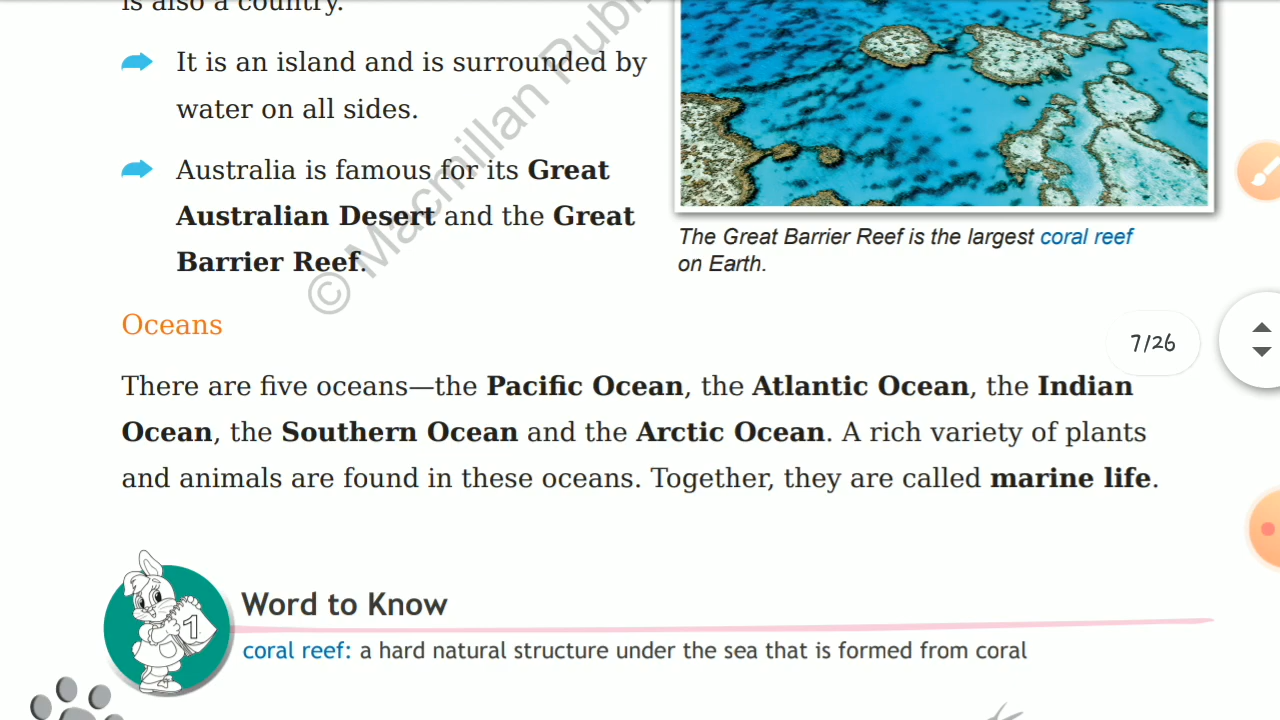 is also a country.
It is an island and is surrounded by
water on all sides.
Australia is famous for its Great
Australian Desert and the Great
Barrier Reef.
© Macmillan Publ
The Great Barrier Reef is the largest coral reef
on Earth.
Oceans
7/26
There are five oceans—the Pacific Ocean, the Atlantic Ocean, the Indian
Ocean, the Southern Ocean and the Arctic Ocean. A rich variety of plants
and animals are found in these oceans. Together, they are called marine life.
1
Word to Know
coral reef: a hard natural structure under the sea that is formed from coral